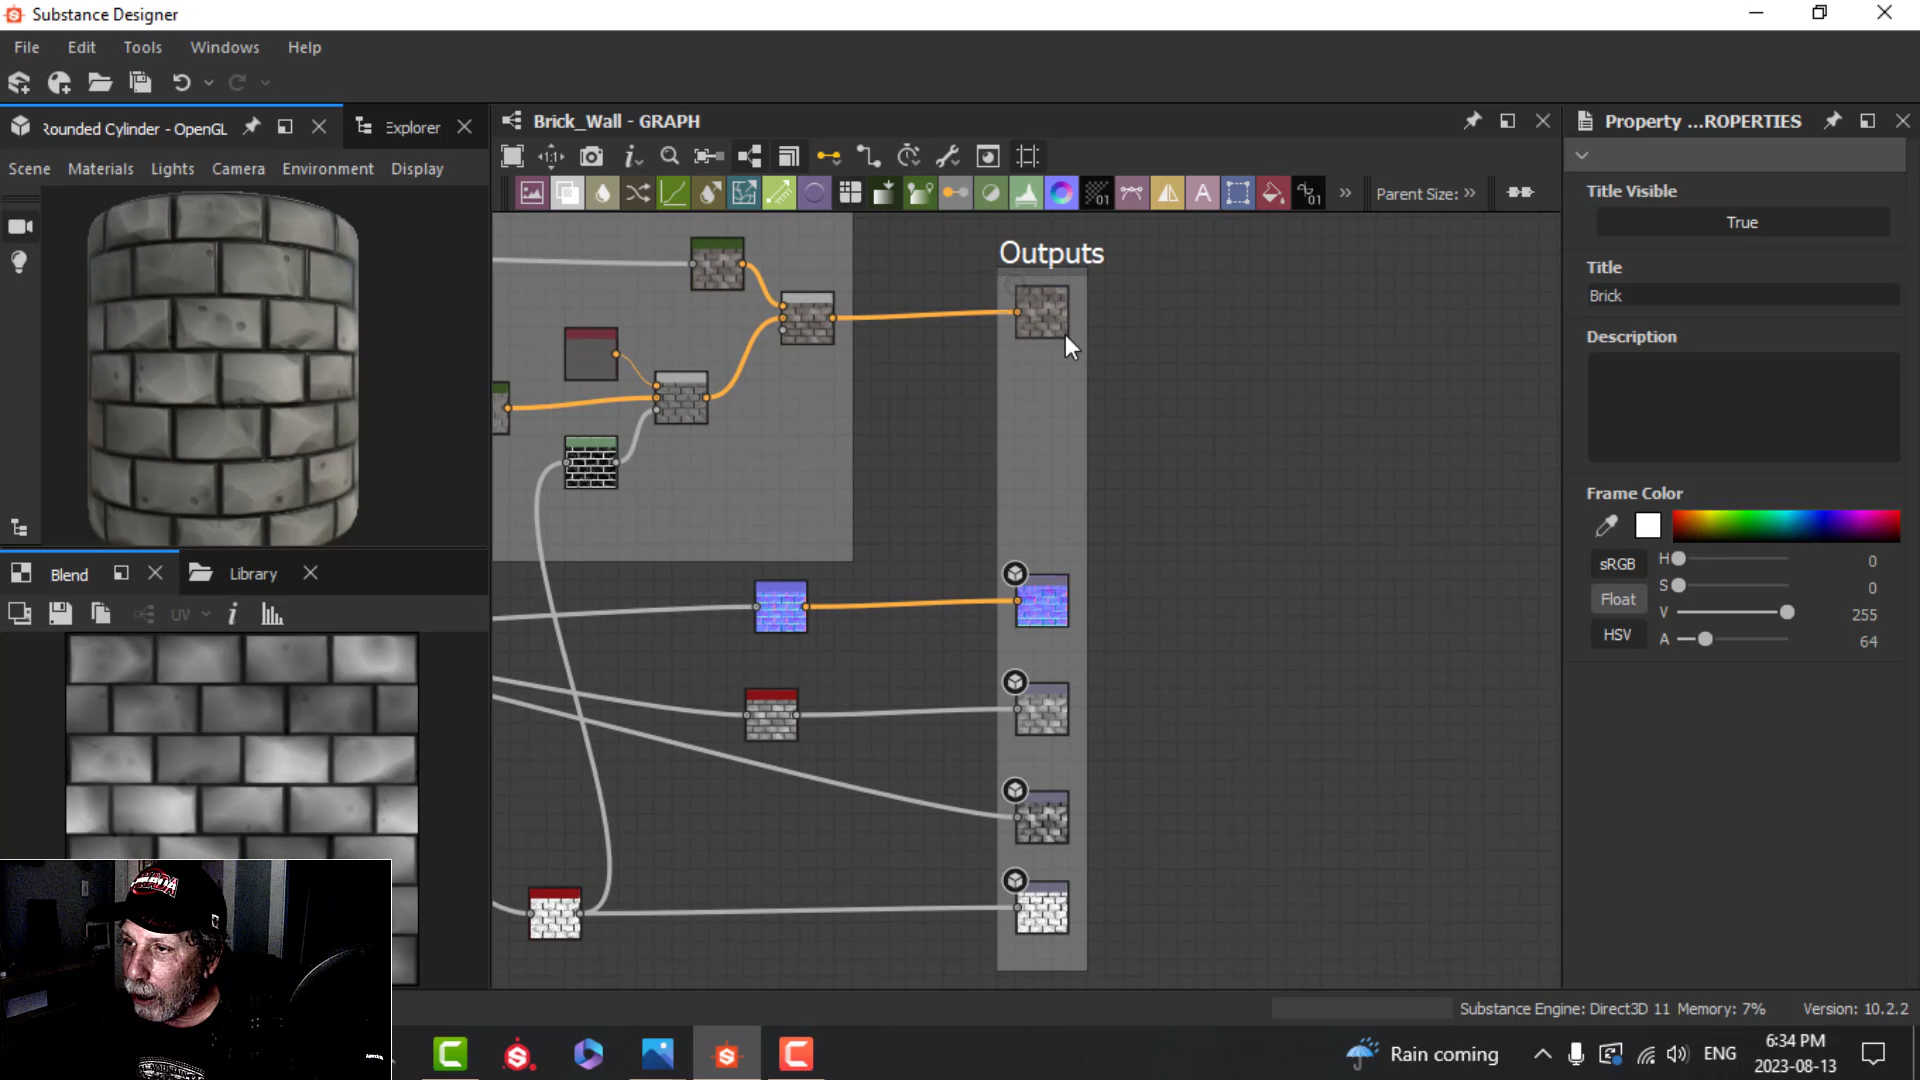 Substance Designer
File Edit Tools Windows Help
Rounded Cylinder - OpenGL Explorer
Brick_Wall - GRAPH
Property ...ROPERTIES
Scene Materials Lights Camera Environment Display
Parent Size: »
Title Visible
True
Title
Brick
Description
Frame Color
sRGB
Float
HSV
H 0
S 0
V 255
A 64
Outputs
Blend Library
UV
Substance Engine: Direct3D 11 Memory: 7% Version: 10.2.2
Rain coming
ENG
6:34 PM
2023-08-13